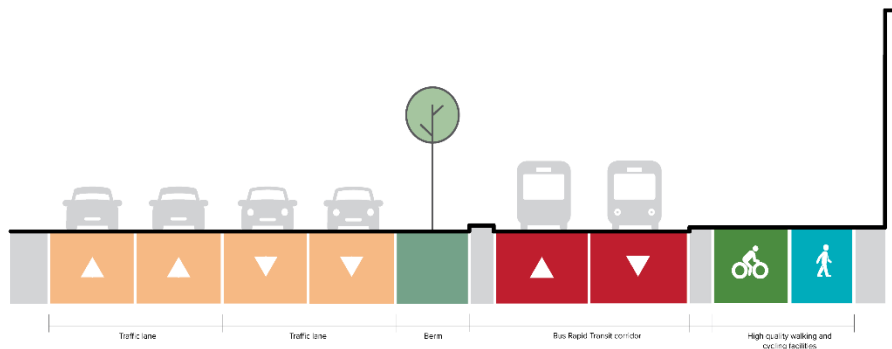 Traffic lane
Traffic lane
Berm
Bus Rapid Transit corridor
High quality walking and
cycling facilities